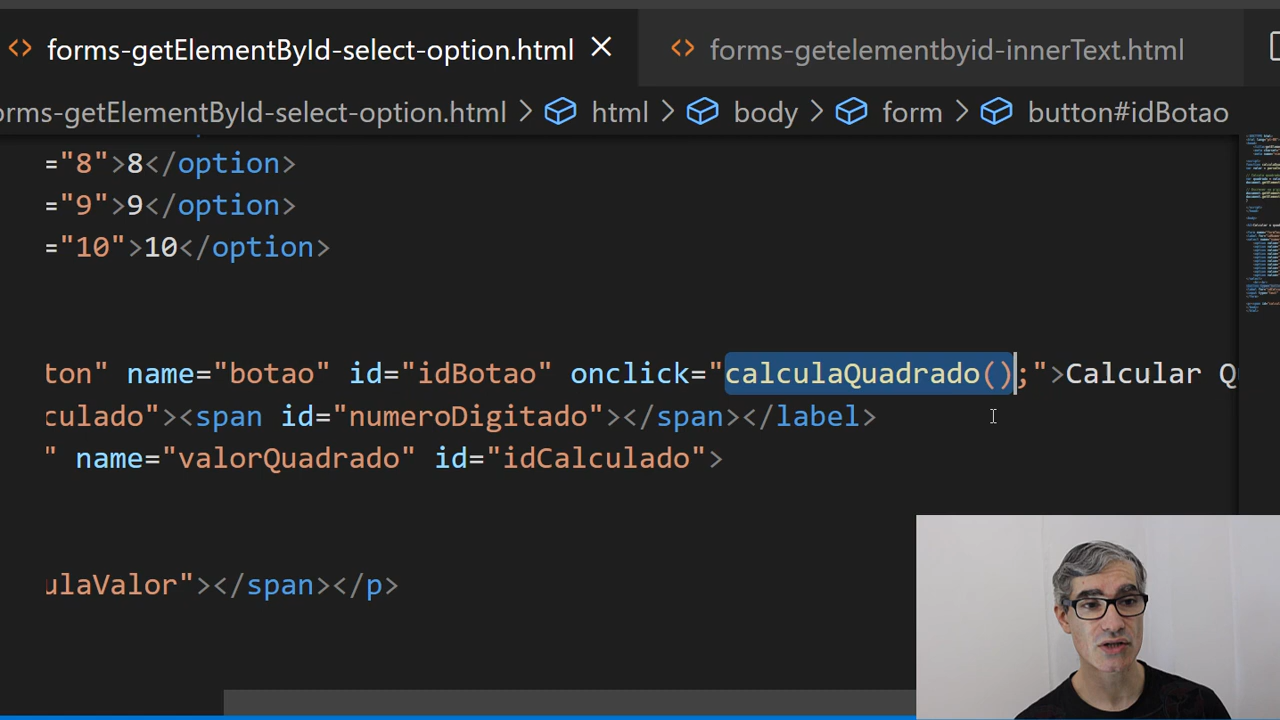 forms-getElementById-select-option.html
forms-getelementbyid-innerText.html
orms-getElementById-select-option.html > html > body > form > button#idBotao
="8">8</option>
="9">9</option>
="10">10</option>
ton" name="botao" id="idBotao" onclick="calculaQuadrado();">Calcular Q
culado"><span id="numeroDigitado"></span></label>
" name="valorQuadrado" id="idCalculado">
ulaValor"></span></p>